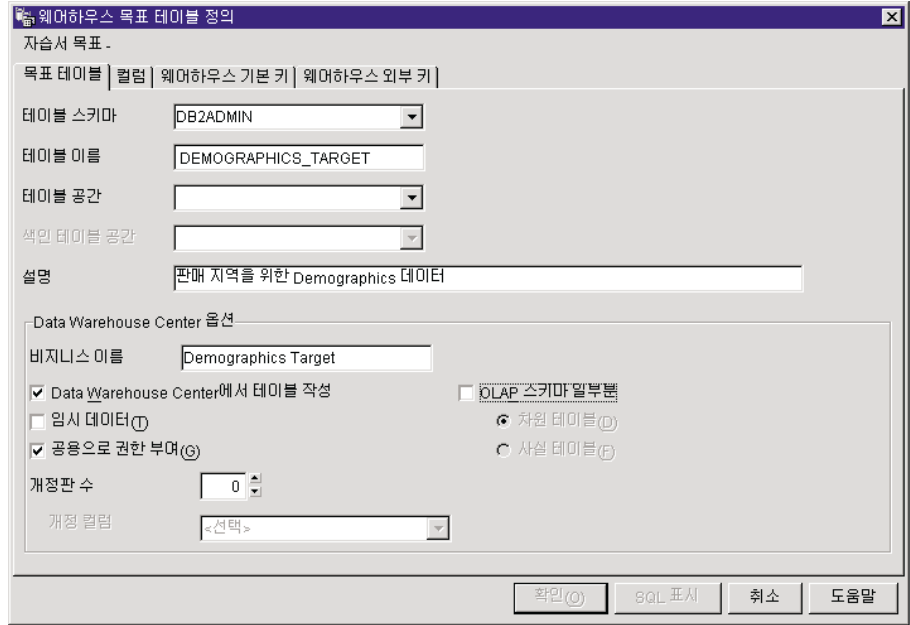 웨어하우스 목표 테이블 정의
자습서 목표 -
목표 테이블 컬럼 웨어하우스 기본 키 웨어하우스 외부 키
테이블 스키마 DB2ADMIN
테이블 이름 DEMOGRAPHICS_TARGET
테이블 공간
색인 테이블 공간
설명 판매 지역을 위한 Demographics 데이터
Data Warehouse Center 옵션
비지니스 이름 Demographics Target
Data Warehouse Center에서 테이블 작성 OLAP 스키마 일부분
임시 데이터(T) 차원 테이블(D)
공용으로 권한 부여(G) 사실 테이블(F)
개정판 수 0
개정 컬럼 <선택>
확인(O) SQL 표시 취소 도움말